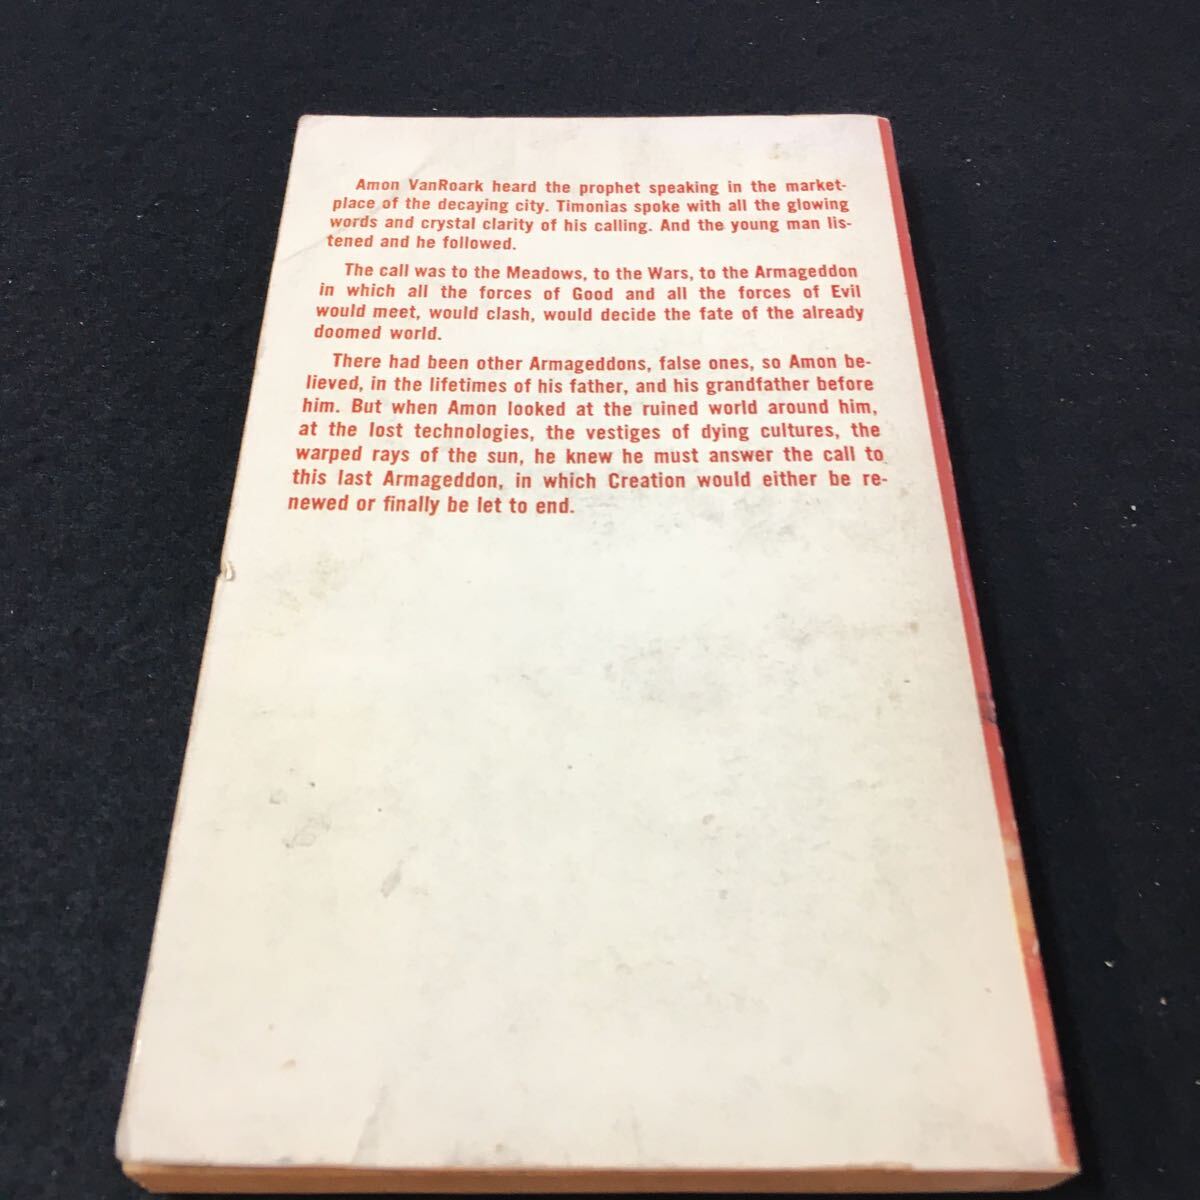 Amon VanRoark heard the prophet speaking in the market-
place of the decaying city. Timonias spoke with all the glowing
words and crystal clarity of his calling. And the young man lis-
tened and he followed.
The call was to the Meadows, to the Wars, to the Armageddon
in which all the forces of Good and all the forces of Evil
would meet, would clash, would decide the fate of the already
doomed world.
There had been other Armageddons, false ones, so Amon be-
lieved, in the lifetimes of his father, and his grandfather before
him. But when Amon looked at the ruined world around him,
at the lost technologies, the vestiges of dying cultures, the
warped rays of the sun, he knew he must answer the call to
this last Armageddon, in which Creation would either be re-
newed or finally be let to end.